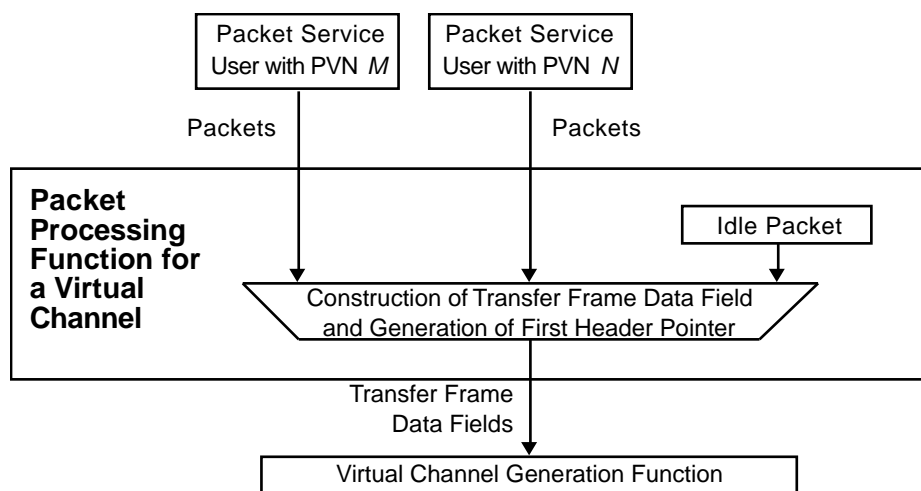 Packet Service
User with PVN M
Packet Service
User with PVN N
Packets
Packets
Packet
Processing
Function for
a Virtual
Channel
Idle Packet
Construction of Transfer Frame Data Field
and Generation of First Header Pointer
Transfer Frame
Data Fields
Virtual Channel Generation Function